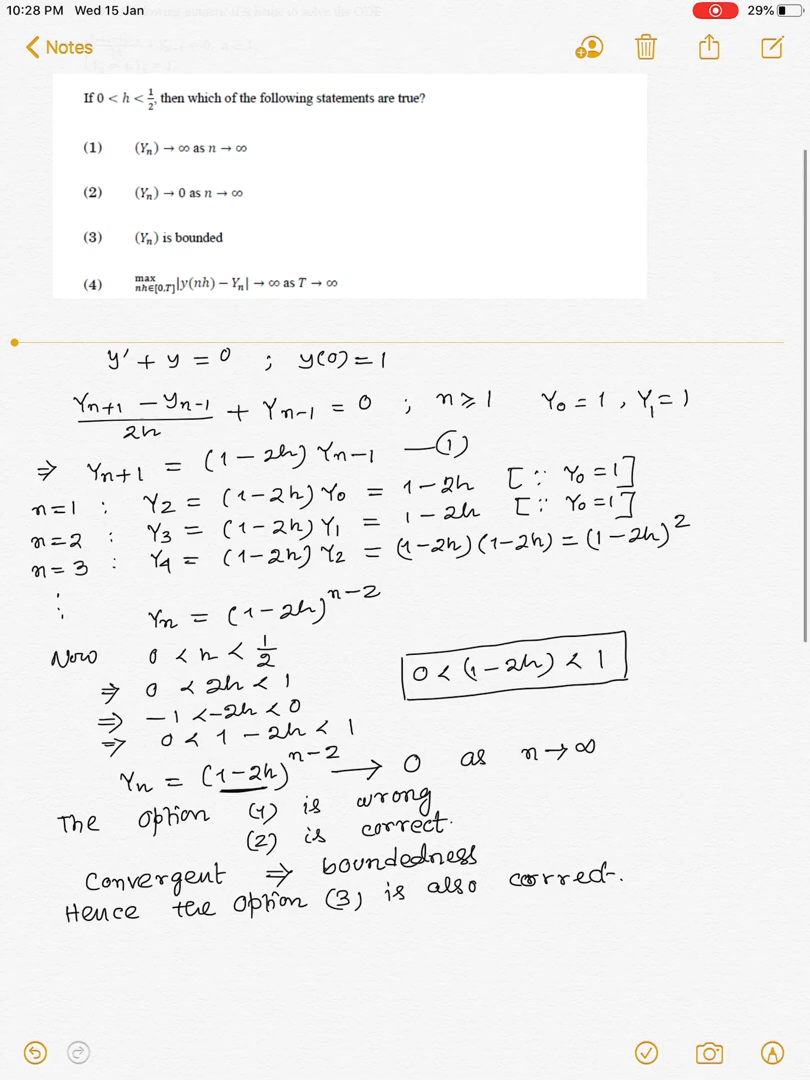 10:28 PM Wed 15 Jan
29%
Notes
If 0 < h < 1/2, then which of the following statements are true?
(1) (Yₙ) → ∞ as n → ∞
(2) (Yₙ) → 0 as n → ∞
(3) (Yₙ) is bounded
(4) max nh∈[0,T] |y(nh) − Yₙ| → ∞ as T → ∞
y' + y = 0 ; y(0) = 1
(Yn+1 − Yn-1)/2h + Yn-1 = 0 ; n ⩾ 1 Y₀ = 1 , Y₁ = 1
⇒ Yn+1 = (1 − 2h) Yn-1 —①
n=1 : Y₂ = (1-2h) Y₀ = 1-2h [∵ Y₀ = 1]
n=2 : Y₃ = (1-2h) Y₁ = 1-2h [∵ Y₀ = 1]
n=3 : Y₄ = (1-2h) Y₂ = (1-2h)(1-2h) = (1-2h)²
⋮ Yn = (1-2h)ⁿ⁻²
Now 0 < h < 1/2
0 < (1-2h) < 1
⇒ 0 < 2h < 1
⇒ -1 < -2h < 0
⇒ 0 < 1 - 2h < 1
Yn = (1-2h)ⁿ⁻² → 0 as n → ∞
The option (1) is wrong
(2) is correct.
Convergent ⇒ boundedness
Hence the option (3) is also correct.